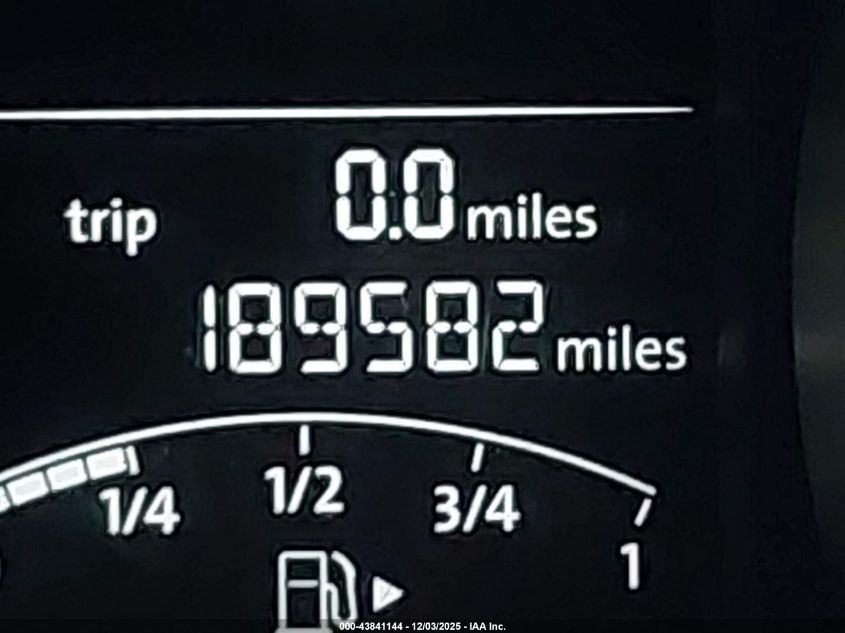 trip 0.0 miles
189582 miles
1/4 1/2 3/4 1
000-43841144 - 12/03/2025 - IAA Inc.